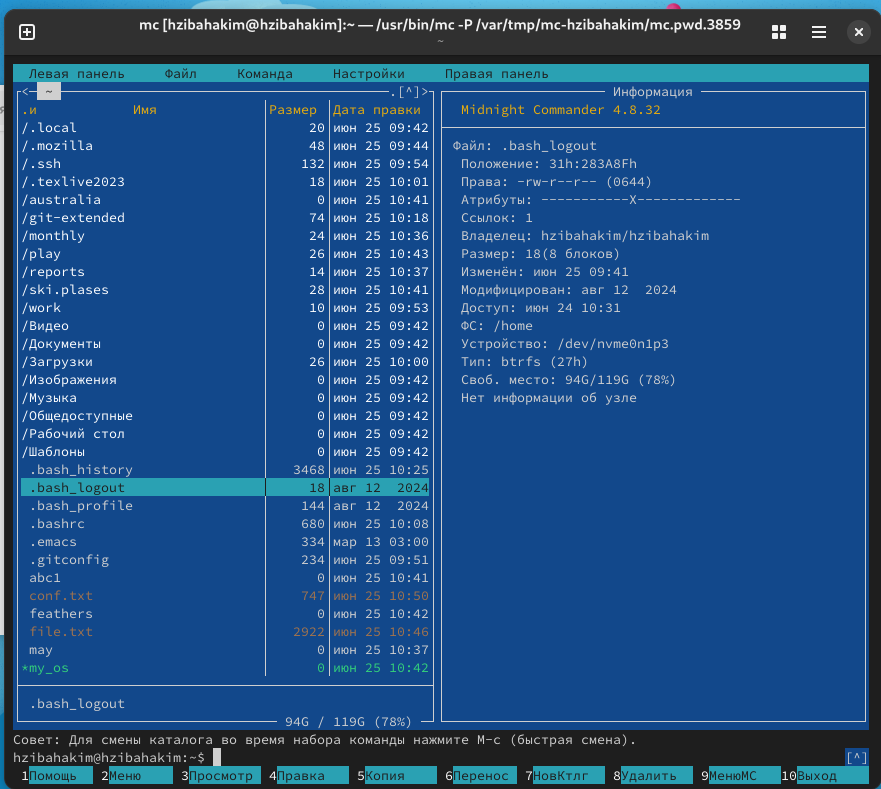 mc [hzibahakim@hzibahakim]:~ — /usr/bin/mc -P /var/tmp/mc-hzibahakim/mc.pwd.3859
~
Левая панель Файл Команда Настройки Правая панель
<─ ~ .[^]>
.и Имя Размер Дата правки
/.local 20 июн 25 09:42
/.mozilla 48 июн 25 09:44
/.ssh 132 июн 25 09:54
/.texlive2023 18 июн 25 10:01
/australia 0 июн 25 10:41
/git-extended 74 июн 25 10:18
/monthly 24 июн 25 10:36
/play 26 июн 25 10:43
/reports 14 июн 25 10:37
/ski.plases 28 июн 25 10:41
/work 10 июн 25 09:53
/Видео 0 июн 25 09:42
/Документы 0 июн 25 09:42
/Загрузки 26 июн 25 10:00
/Изображения 0 июн 25 09:42
/Музыка 0 июн 25 09:42
/Общедоступные 0 июн 25 09:42
/Рабочий стол 0 июн 25 09:42
/Шаблоны 0 июн 25 09:42
.bash_history 3468 июн 25 10:25
.bash_logout 18 авг 12 2024
.bash_profile 144 авг 12 2024
.bashrc 680 июн 25 10:08
.emacs 334 мар 13 03:00
.gitconfig 234 июн 25 09:51
abc1 0 июн 25 10:41
conf.txt 747 июн 25 10:50
feathers 0 июн 25 10:42
file.txt 2922 июн 25 10:46
may 0 июн 25 10:37
*my_os 0 июн 25 10:42
.bash_logout
94G / 119G (78%)
Информация
Midnight Commander 4.8.32
Файл: .bash_logout
Положение: 31h:283A8Fh
Права: -rw-r--r-- (0644)
Атрибуты: -----------X-------------
Ссылок: 1
Владелец: hzibahakim/hzibahakim
Размер: 18(8 блоков)
Изменён: июн 25 09:41
Модифицирован: авг 12 2024
Доступ: июн 24 10:31
ФС: /home
Устройство: /dev/nvme0n1p3
Тип: btrfs (27h)
Своб. место: 94G/119G (78%)
Нет информации об узле
Совет: Для смены каталога во время набора команды нажмите M-c (быстрая смена).
hzibahakim@hzibahakim:~$ [^]
1Помощь 2Меню 3Просмотр 4Правка 5Копия 6Перенос 7НовКтлг 8Удалить 9МенюMC 10Выход